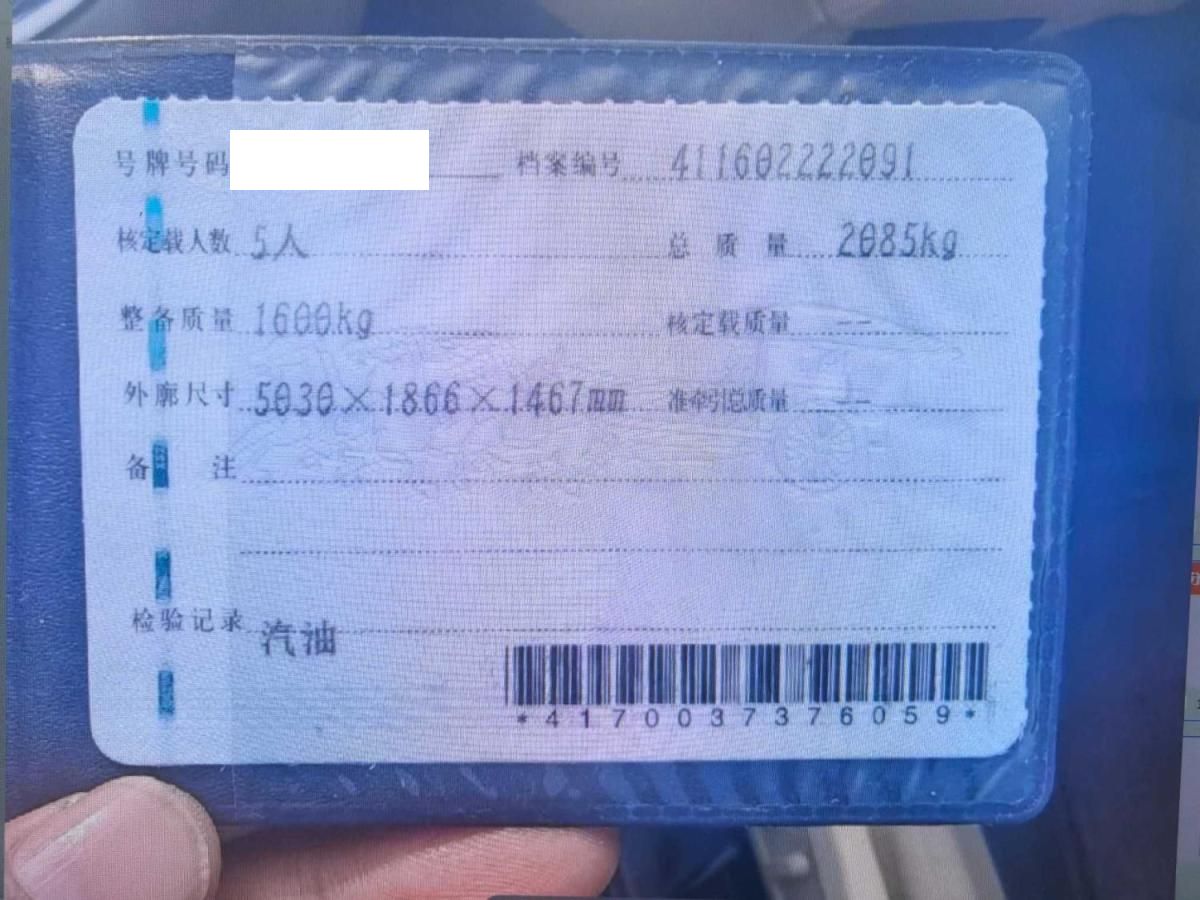 号牌号码 档案编号 411602222091
核定载人数 5人 总质量 2085kg
整备质量 1600kg 核定载质量 --
外廓尺寸 5030×1866×1467mm 准牵引总质量 --
备注
检验记录 汽油
*4170037376059*